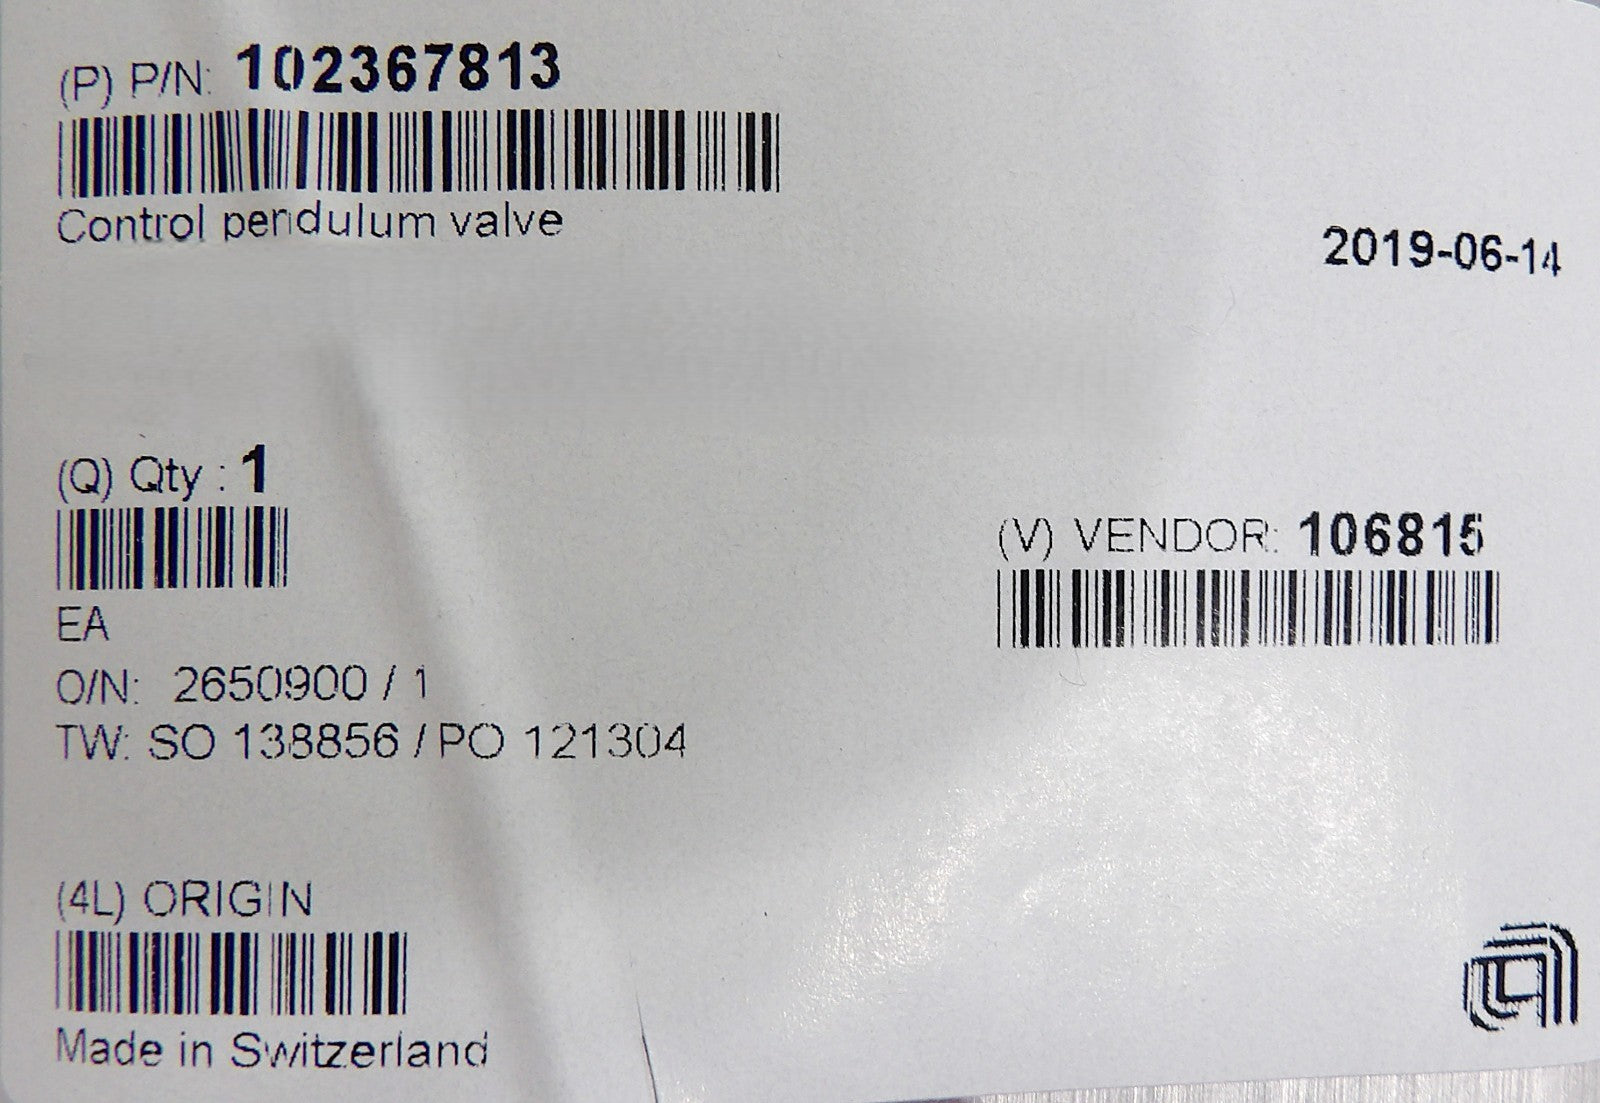 (P) P/N: 102367813
Control pendulum valve
2019-06-14
(Q) Qty : 1
(V) VENDOR: 106815
EA
O/N: 2650900 / 1
TW: SO 138856 / PO 121304
(4L) ORIGIN
Made in Switzerland